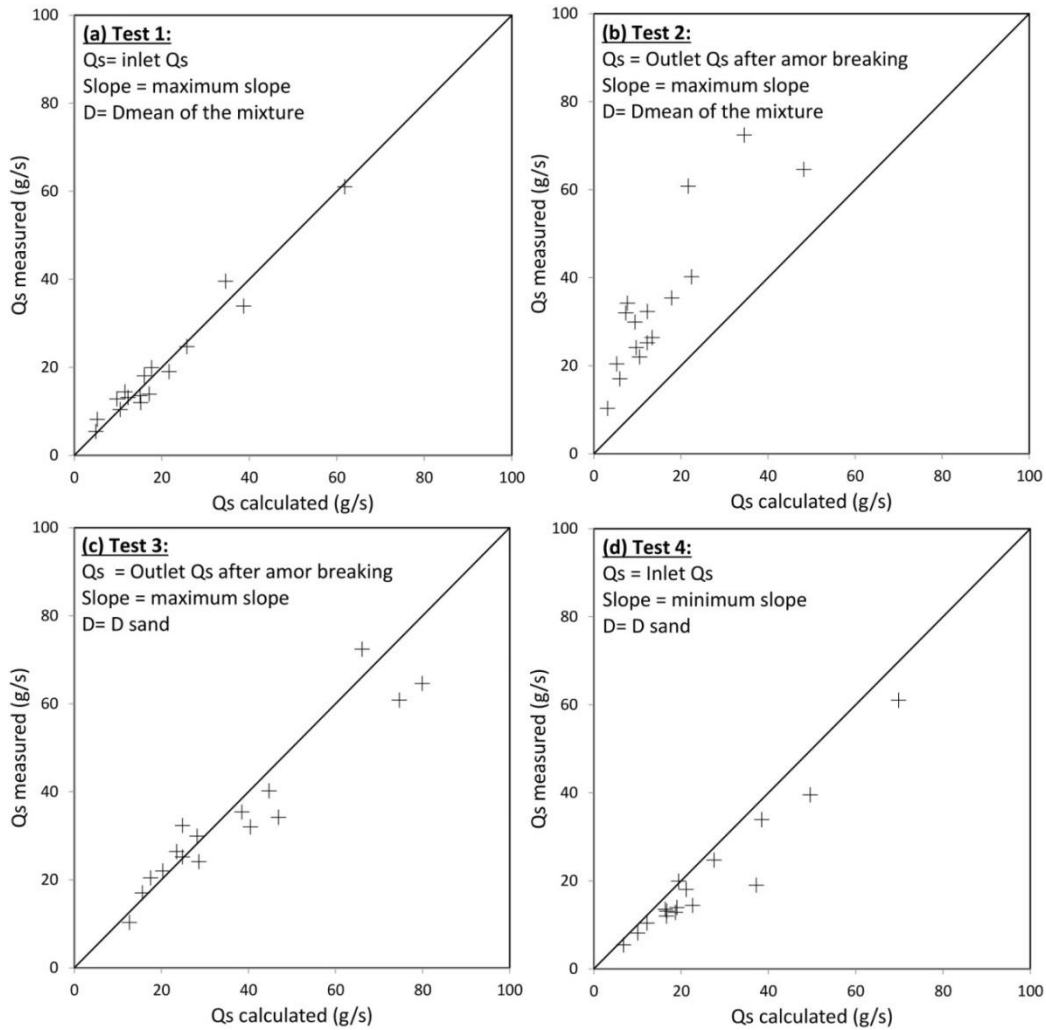 100
80
60
40
20
0
Qs measured (g/s)
(a) Test 1:
Qs= inlet Qs
Slope = maximum slope
D= Dmean of the mixture
0 20 40 60 80 100
Qs calculated (g/s)
100
80
60
40
20
0
Qs measured (g/s)
(b) Test 2:
Qs = Outlet Qs after amor breaking
Slope = maximum slope
D= Dmean of the mixture
0 20 40 60 80 100
Qs calculated (g/s)
100
80
60
40
20
0
Qs measured (g/s)
(c) Test 3:
Qs = Outlet Qs after amor breaking
Slope = maximum slope
D= D sand
0 20 40 60 80 100
Qs calculated (g/s)
100
80
60
40
20
0
Qs measured (g/s)
(d) Test 4:
Qs = Inlet Qs
Slope = minimum slope
D= D sand
0 20 40 60 80 100
Qs calculated (g/s)